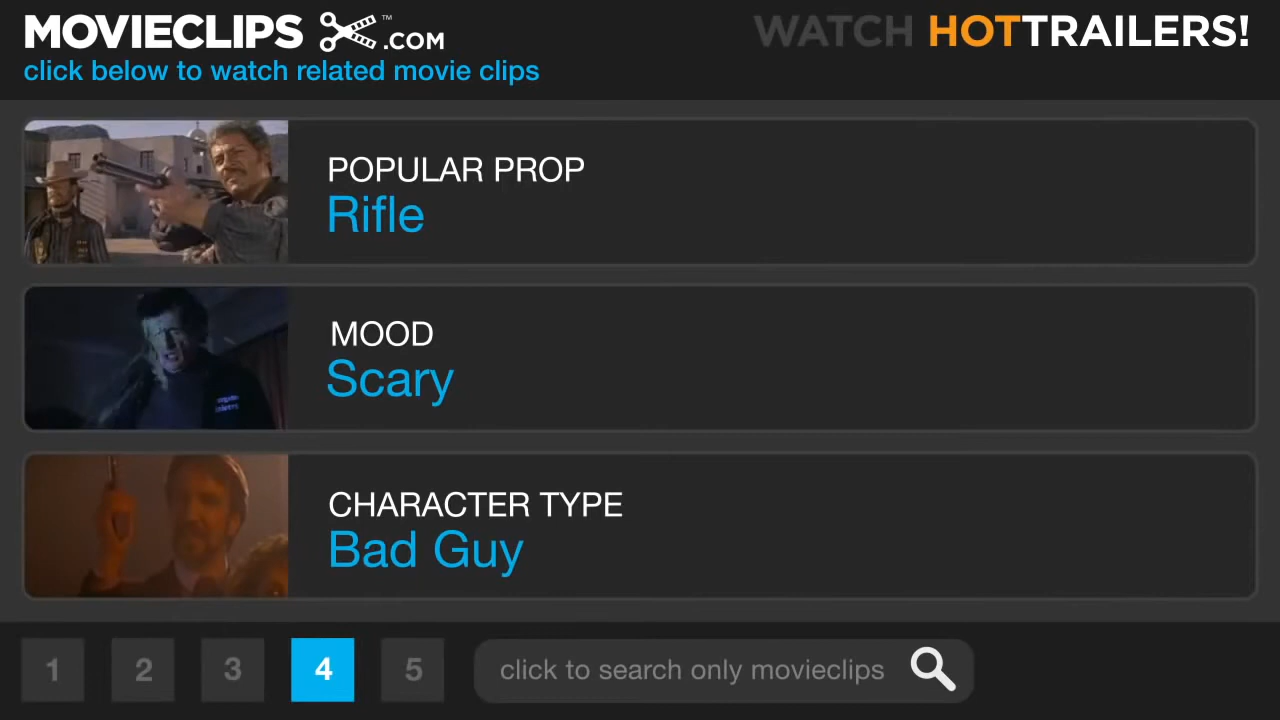 MOVIECLIPS ™ .COM
WATCH HOTTRAILERS!
click below to watch related movie clips
POPULAR PROP
Rifle
MOOD
Scary
CHARACTER TYPE
Bad Guy
1 2 3 4 5 click to search only movieclips